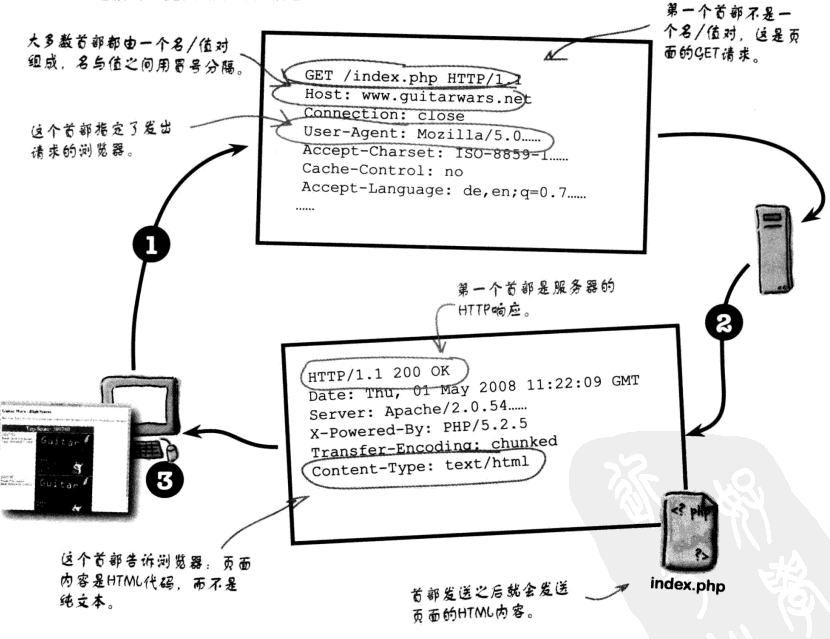 第一个首部不是一
个名/值对，这是页
面的GET请求。
大多数首部都由一个名/值对
组成，名与值之间用冒号分隔。
这个首部指定了发出
请求的浏览器。
GET /index.php HTTP/1.1
Host: www.guitarwars.net
Connection: close
User-Agent: Mozilla/5.0……
Accept-Charset: ISO-8859-1……
Cache-Control: no
Accept-Language: de,en;q=0.7……
……
1
第一个首部是服务器的
HTTP响应。
2
HTTP/1.1 200 OK
Date: Thu, 01 May 2008 11:22:09 GMT
Server: Apache/2.0.54……
X-Powered-By: PHP/5.2.5
Transfer-Encoding: chunked
Content-Type: text/html
Guitar
Guitar
3
<? php
?>
index.php
这个首部告诉浏览器：页面
内容是HTML代码，而不是
纯文本。
首部发送之后就会发送
页面的HTML内容。